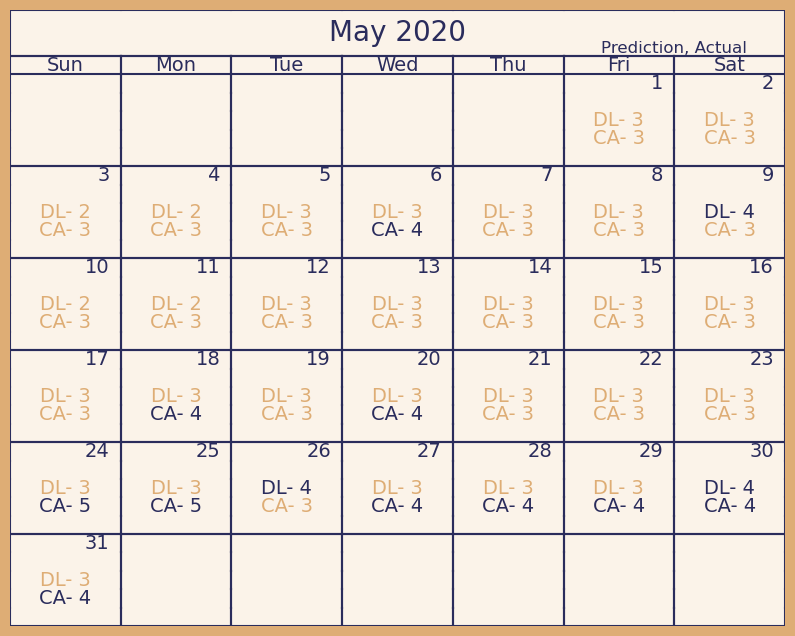 May 2020
Prediction, Actual
Sun Mon Tue Wed Thu Fri Sat
1 2
DL- 3 DL- 3
CA- 3 CA- 3
3 4 5 6 7 8 9
DL- 2 DL- 2 DL- 3 DL- 3 DL- 3 DL- 3 DL- 4
CA- 3 CA- 3 CA- 3 CA- 4 CA- 3 CA- 3 CA- 3
10 11 12 13 14 15 16
DL- 2 DL- 2 DL- 3 DL- 3 DL- 3 DL- 3 DL- 3
CA- 3 CA- 3 CA- 3 CA- 3 CA- 3 CA- 3 CA- 3
17 18 19 20 21 22 23
DL- 3 DL- 3 DL- 3 DL- 3 DL- 3 DL- 3 DL- 3
CA- 3 CA- 4 CA- 3 CA- 4 CA- 3 CA- 3 CA- 3
24 25 26 27 28 29 30
DL- 3 DL- 3 DL- 4 DL- 3 DL- 3 DL- 3 DL- 4
CA- 5 CA- 5 CA- 3 CA- 4 CA- 4 CA- 4 CA- 4
31
DL- 3
CA- 4